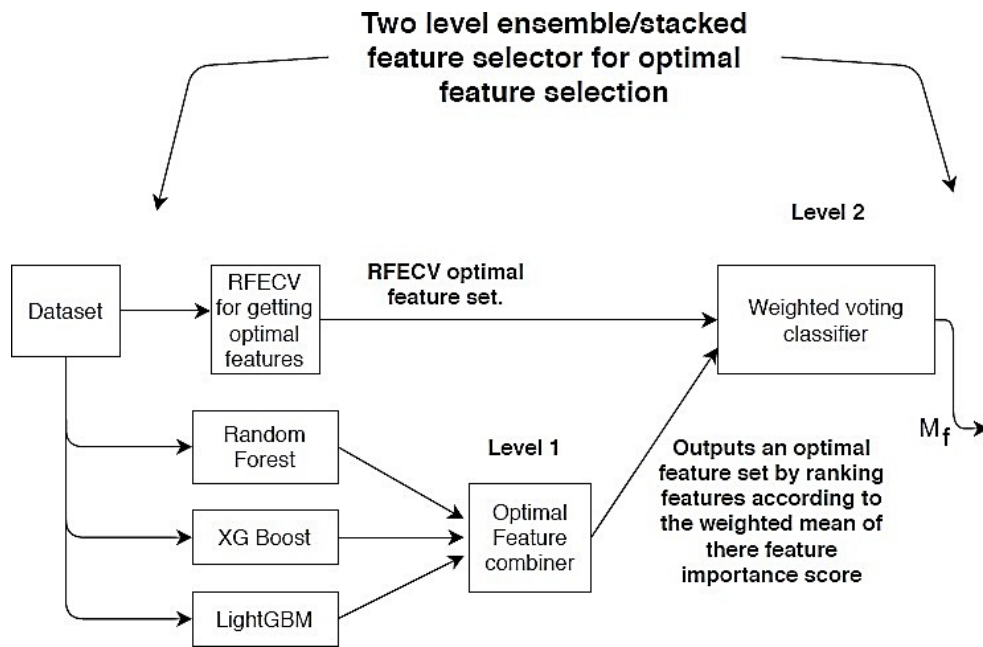 Two level ensemble/stacked
feature selector for optimal
feature selection
Level 2
Dataset
RFECV
for getting
optimal
features
RFECV optimal
feature set.
Weighted voting
classifier
Random
Forest
XG Boost
LightGBM
Level 1
Optimal
Feature
combiner
Outputs an optimal
feature set by ranking
features according to
the weighted mean of
there feature
importance score
Mf